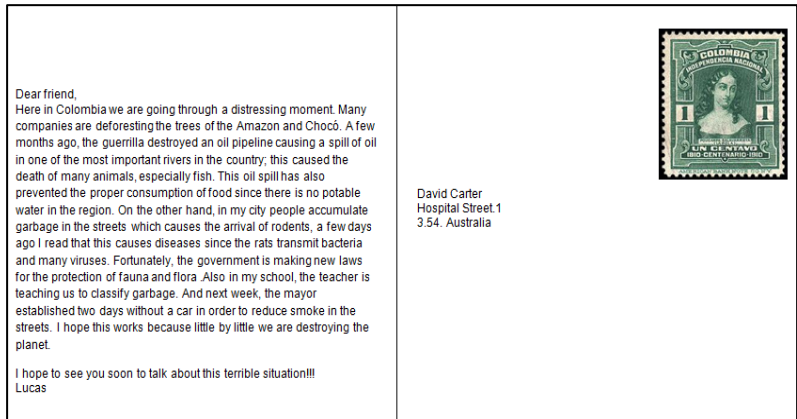 Dear friend,
Here in Colombia we are going through a distressing moment. Many
companies are deforesting the trees of the Amazon and Chocó. A few
months ago, the guerrilla destroyed an oil pipeline causing a spill of oil
in one of the most important rivers in the country; this caused the
death of many animals, especially fish. This oil spill has also
prevented the proper consumption of food since there is no potable
water in the region. On the other hand, in my city people accumulate
garbage in the streets which causes the arrival of rodents, a few days
ago I read that this causes diseases since the rats transmit bacteria
and many viruses. Fortunately, the government is making new laws
for the protection of fauna and flora .Also in my school, the teacher is
teaching us to classify garbage. And next week, the mayor
established two days without a car in order to reduce smoke in the
streets. I hope this works because little by little we are destroying the
planet.
I hope to see you soon to talk about this terrible situation!!!
Lucas
COLOMBIA
INDEPENDENCIA NACIONAL
1 1
UN CENTAVO
1810-CENTENARIO-1910
David Carter
Hospital Street.1
3.54. Australia